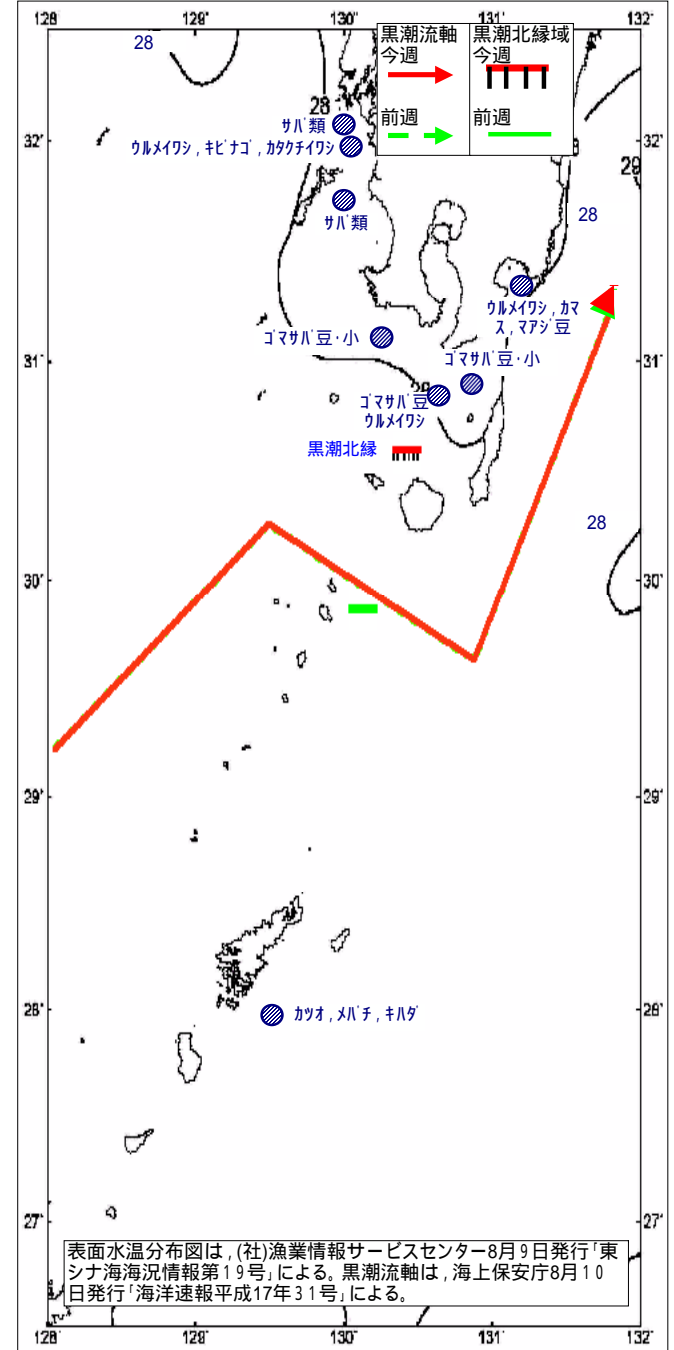 128ﾟ
129ﾟ
130ﾟ
131ﾟ
132ﾟ
黒潮流軸
今週
前週
黒潮北縁域
今週
前週
28
28
サバ類
ウルメイワシ，キビナゴ，カタクチイワシ
サバ類
32ﾟ
32ﾟ
29
28
ウルメイワシ，カマ
ス，マアジ豆
ゴマサバ豆・小
ゴマサバ豆・小
31ﾟ
31ﾟ
ゴマサバ豆
ウルメイワシ
黒潮北縁
28
30ﾟ
30ﾟ
29ﾟ
29ﾟ
カツオ，メバチ，キハダ
28ﾟ
28ﾟ
27ﾟ
27ﾟ
表面水温分布図は，(社)漁業情報サービスセンター8月9日発行「東
シナ海海況情報第19号」による。黒潮流軸は，海上保安庁8月10
日発行「海洋速報平成17年31号」による。
128ﾟ
129ﾟ
130ﾟ
131ﾟ
132ﾟ